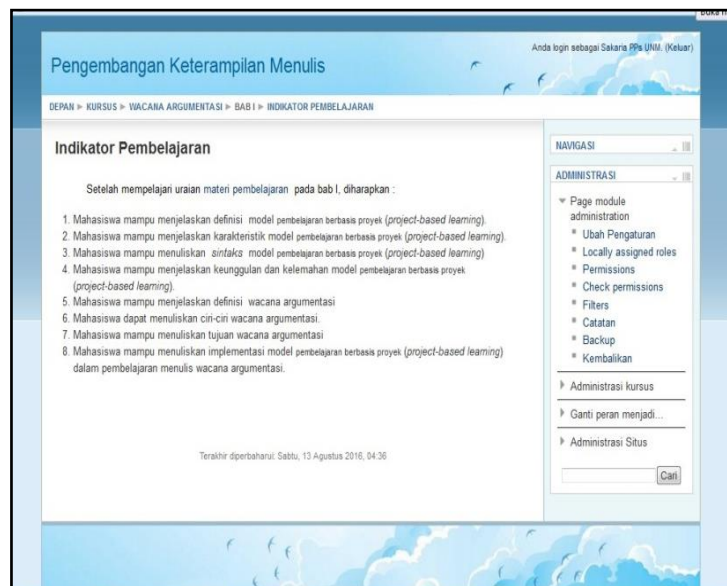 Anda login sebagai Sakaria PPs UNM. (Keluar)
Pengembangan Keterampilan Menulis
DEPAN ► KURSUS ► WACANA ARGUMENTASI ► BAB I ► INDIKATOR PEMBELAJARAN
Indikator Pembelajaran
Setelah mempelajari uraian materi pembelajaran pada bab I, diharapkan :
1. Mahasiswa mampu menjelaskan definisi model pembelajaran berbasis proyek (project-based learning).
2. Mahasiswa mampu menjelaskan karakteristik model pembelajaran berbasis proyek (project-based learning).
3. Mahasiswa mampu menuliskan sintaks model pembelajaran berbasis proyek (project-based learning)
4. Mahasiswa mampu menjelaskan keunggulan dan kelemahan model pembelajaran berbasis proyek
(project-based learning).
5. Mahasiswa mampu menjelaskan definisi wacana argumentasi
6. Mahasiswa dapat menuliskan ciri-ciri wacana argumentasi.
7. Mahasiswa mampu menuliskan tujuan wacana argumentasi
8. Mahasiswa mampu menuliskan implementasi model pembelajaran berbasis proyek (project-based learning)
dalam pembelajaran menulis wacana argumentasi.
Terakhir diperbaharui: Sabtu, 13 Agustus 2016, 04:36
NAVIGASI
ADMINISTRASI
Page module
administration
Ubah Pengaturan
Locally assigned roles
Permissions
Check permissions
Filters
Catatan
Backup
Kembalikan
Administrasi kursus
Ganti peran menjadi...
Administrasi Situs
Cari